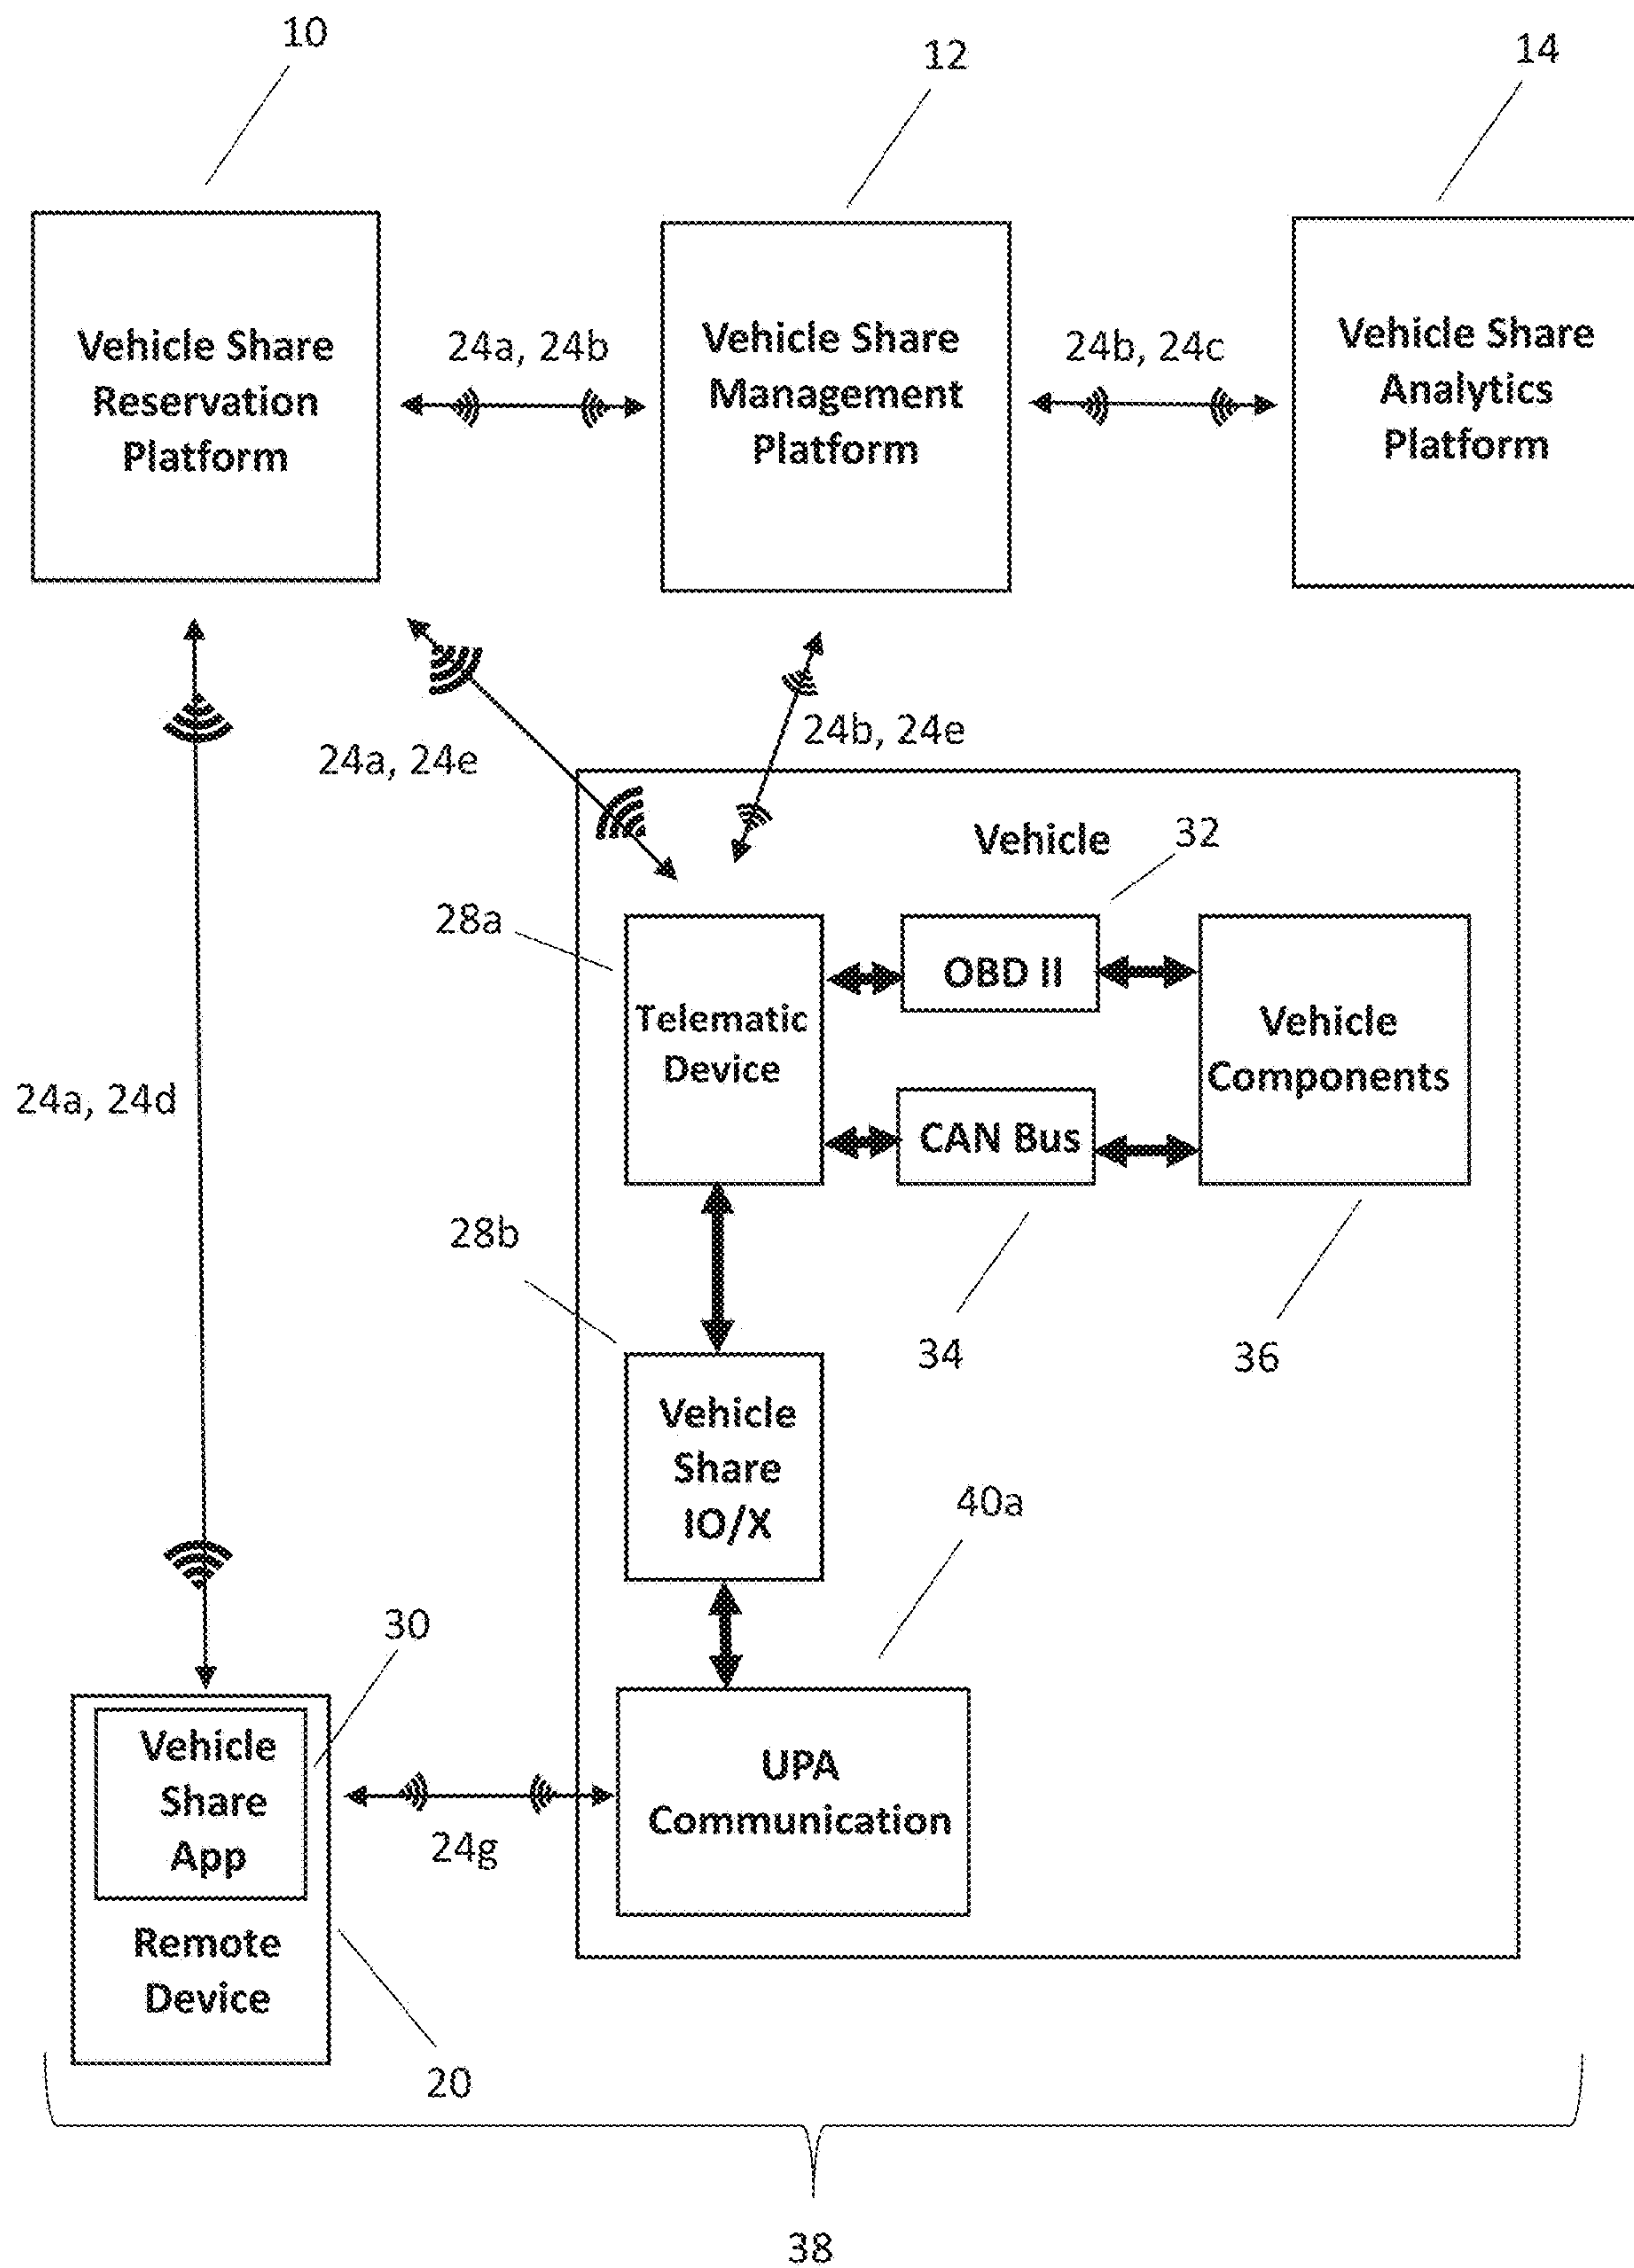 10
12
14
Vehicle Share
Reservation
Platform
24a, 24b
Vehicle Share
Management
Platform
24b, 24c
Vehicle Share
Analytics
Platform
24a, 24e
24b, 24e
Vehicle
32
28a
Telematic
Device
OBD II
Vehicle
Components
24a, 24d
CAN Bus
28b
34
36
Vehicle
Share
IO/X
40a
30
Vehicle
Share
App
24g
UPA
Communication
Remote
Device
20
38